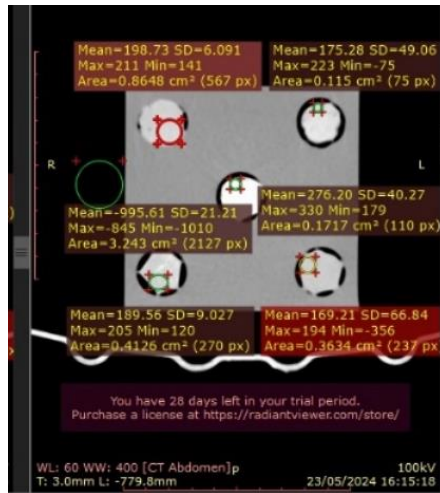 Mean=198.73 SD=6.091
Max=211 Min=141
Area=0.8648 cm² (567 px)
Mean=175.28 SD=49.06
Max=223 Min=-75
Area=0.115 cm² (75 px)
R
L
Mean=-995.61 SD=21.21
Max=-845 Min=-1010
Area=3.243 cm² (2127 px)
Mean=276.20 SD=40.27
Max=330 Min=179
Area=0.1717 cm² (110 px)
Mean=189.56 SD=9.027
Max=205 Min=120
Area=0.4126 cm² (270 px)
Mean=169.21 SD=66.84
Max=194 Min=-356
Area=0.3634 cm² (237 px
You have 28 days left in your trial period.
Purchase a license at https://radiantviewer.com/store/
WL: 60 WW: 400 [CT Abdomen]p
T: 3.0mm L: -779.8mm
100kV
23/05/2024 16:15:18